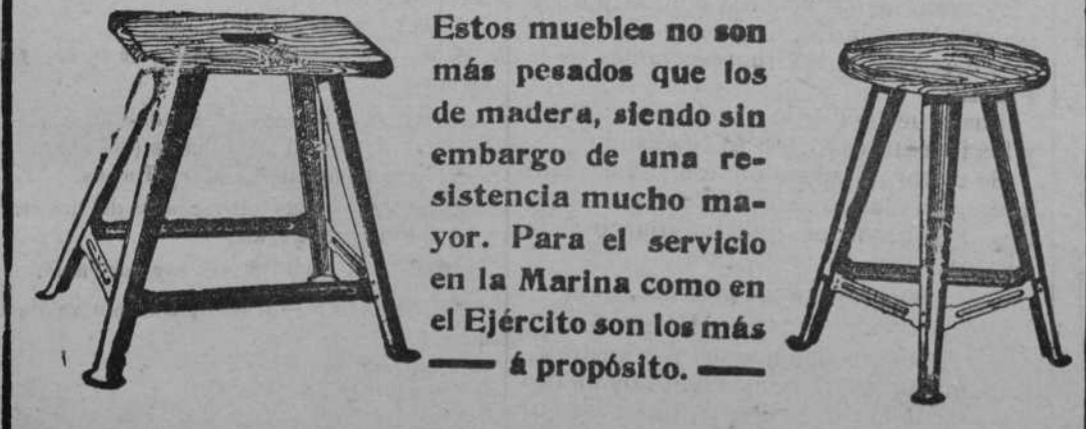 Estos muebles no son
más pesados que los
de madera, siendo sin
embargo de una re-
sistencia mucho ma-
yor. Para el servicio
en la Marina como en
el Ejército son los más
á propósito.